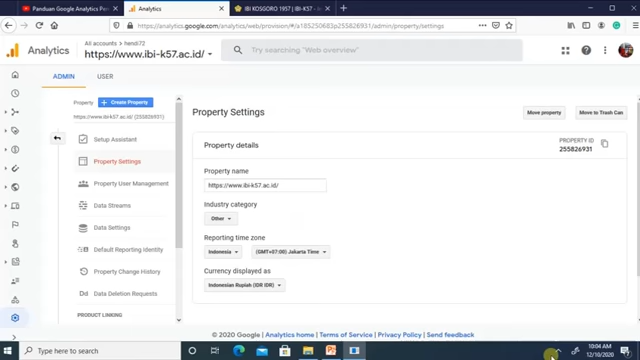 Panduan Google Analytics Pen
Analytics
IBI KOSGORO 1957 | IBI-K57 - In
https://analytics.google.com/analytics/web/provision/#/a185250683p255826931/admin/property/settings
Analytics
All accounts > hendi72
https://www.ibi-k57.ac.id/
Try searching "Web overview"
ADMIN
USER
Property
+ Create Property
https://www.ibi-k57.ac.id/ (255826931)
Setup Assistant
Property Settings
Property User Management
Data Streams
Data Settings
Default Reporting Identity
Property Change History
Data Deletion Requests
PRODUCT LINKING
Property Settings
Move property
Move to Trash Can
Property details
PROPERTY ID
255826931
Property name
https://www.ibi-k57.ac.id/
Industry category
Other
Reporting time zone
Indonesia
(GMT+07:00) Jakarta Time
Currency displayed as
Indonesian Rupiah (IDR IDR)
© 2020 Google | Analytics home | Terms of Service | Privacy Policy | Send feedback
Type here to search
10:04 AM
12/10/2020